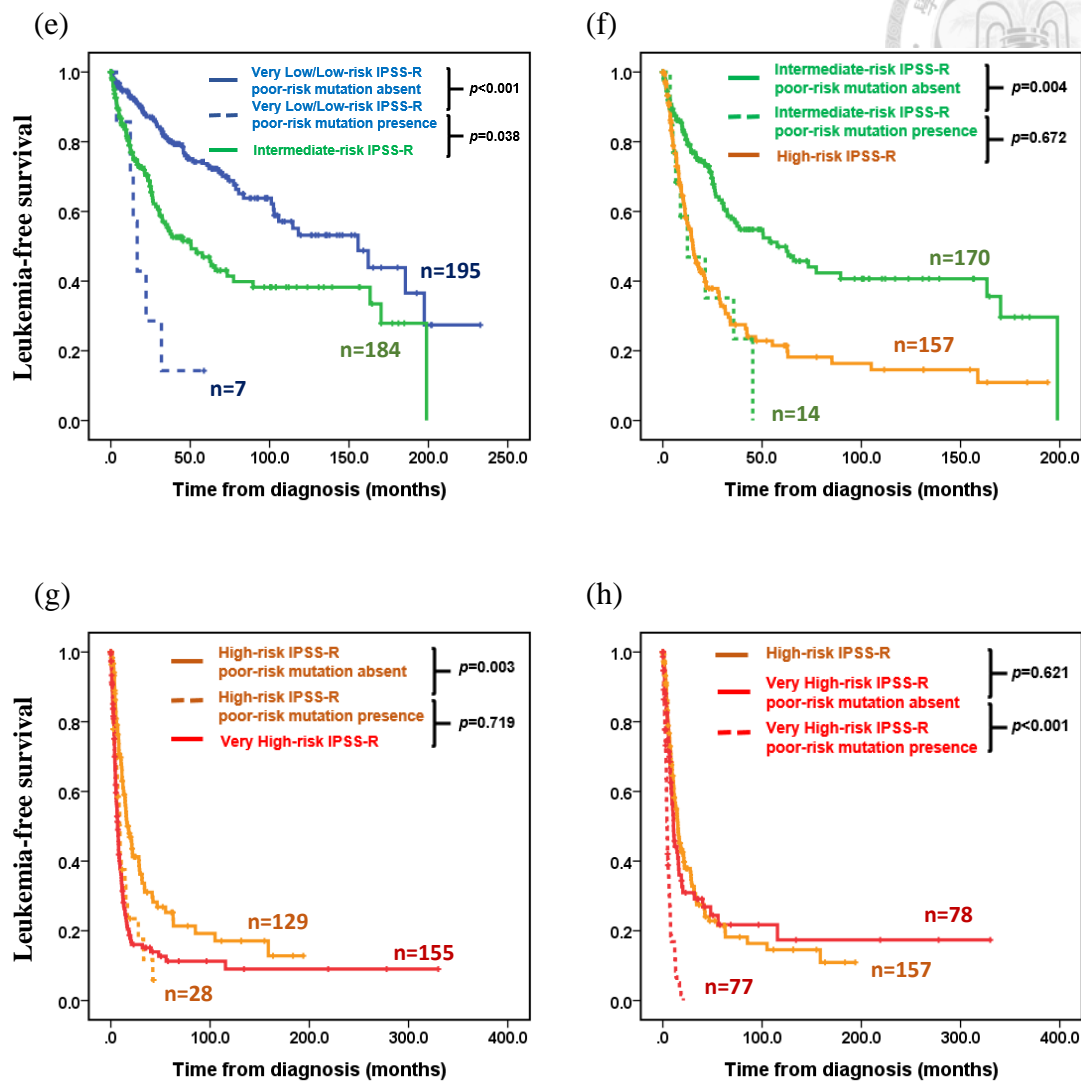 (e)
Leukemia-free survival
1.0
0.8
0.6
0.4
0.2
0.0
Very Low/Low-risk IPSS-R
poor-risk mutation absent
Very Low/Low-risk IPSS-R
poor-risk mutation presence
Intermediate-risk IPSS-R
p<0.001
p=0.038
n=195
n=184
n=7
.0 50.0 100.0 150.0 200.0 250.0
Time from diagnosis (months)
(f)
1.0
0.8
0.6
0.4
0.2
0.0
Intermediate-risk IPSS-R
poor-risk mutation absent
Intermediate-risk IPSS-R
poor-risk mutation presence
High-risk IPSS-R
p=0.004
p=0.672
n=170
n=157
n=14
.0 50.0 100.0 150.0 200.0
Time from diagnosis (months)
(g)
Leukemia-free survival
1.0
0.8
0.6
0.4
0.2
0.0
High-risk IPSS-R
poor-risk mutation absent
High-risk IPSS-R
poor-risk mutation presence
Very High-risk IPSS-R
p=0.003
p=0.719
n=129
n=155
n=28
.0 100.0 200.0 300.0 400.0
Time from diagnosis (months)
(h)
1.0
0.8
0.6
0.4
0.2
0.0
High-risk IPSS-R
Very High-risk IPSS-R
poor-risk mutation absent
Very High-risk IPSS-R
poor-risk mutation presence
p=0.621
p<0.001
n=78
n=157
n=77
.0 100.0 200.0 300.0 400.0
Time from diagnosis (months)